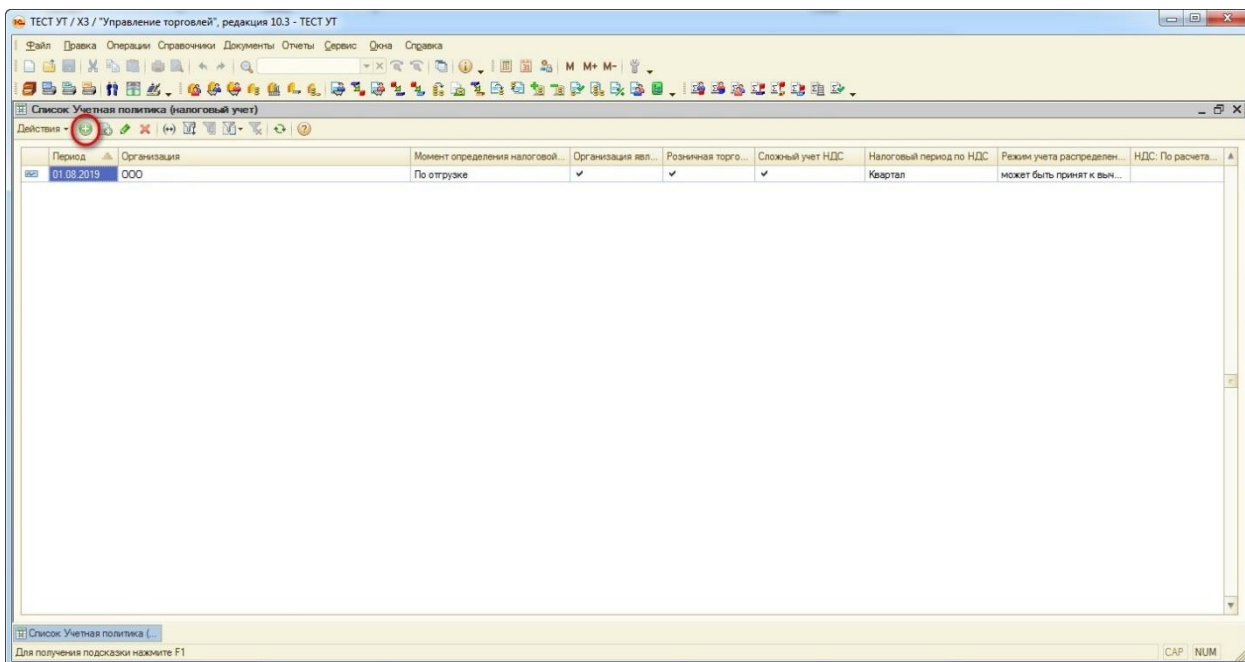 ТЕСТ УТ / ХЗ / "Управление торговлей", редакция 10.3 - ТЕСТ УТ
Файл Правка Операции Справочники Документы Отчеты Сервис Окна Справка
M M+ M-
Список Учетная политика (налоговый учет)
Действия
Период Организация Момент определения налоговой... Организация явл... Розничная торго... Сложный учет НДС Налоговый период по НДС Режим учета распределен... НДС: По расчета...
01.08.2019 ООО По отгрузке Квартал может быть принят к выч...
Список Учетная политика (...
Для получения подсказки нажмите F1 CAP NUM